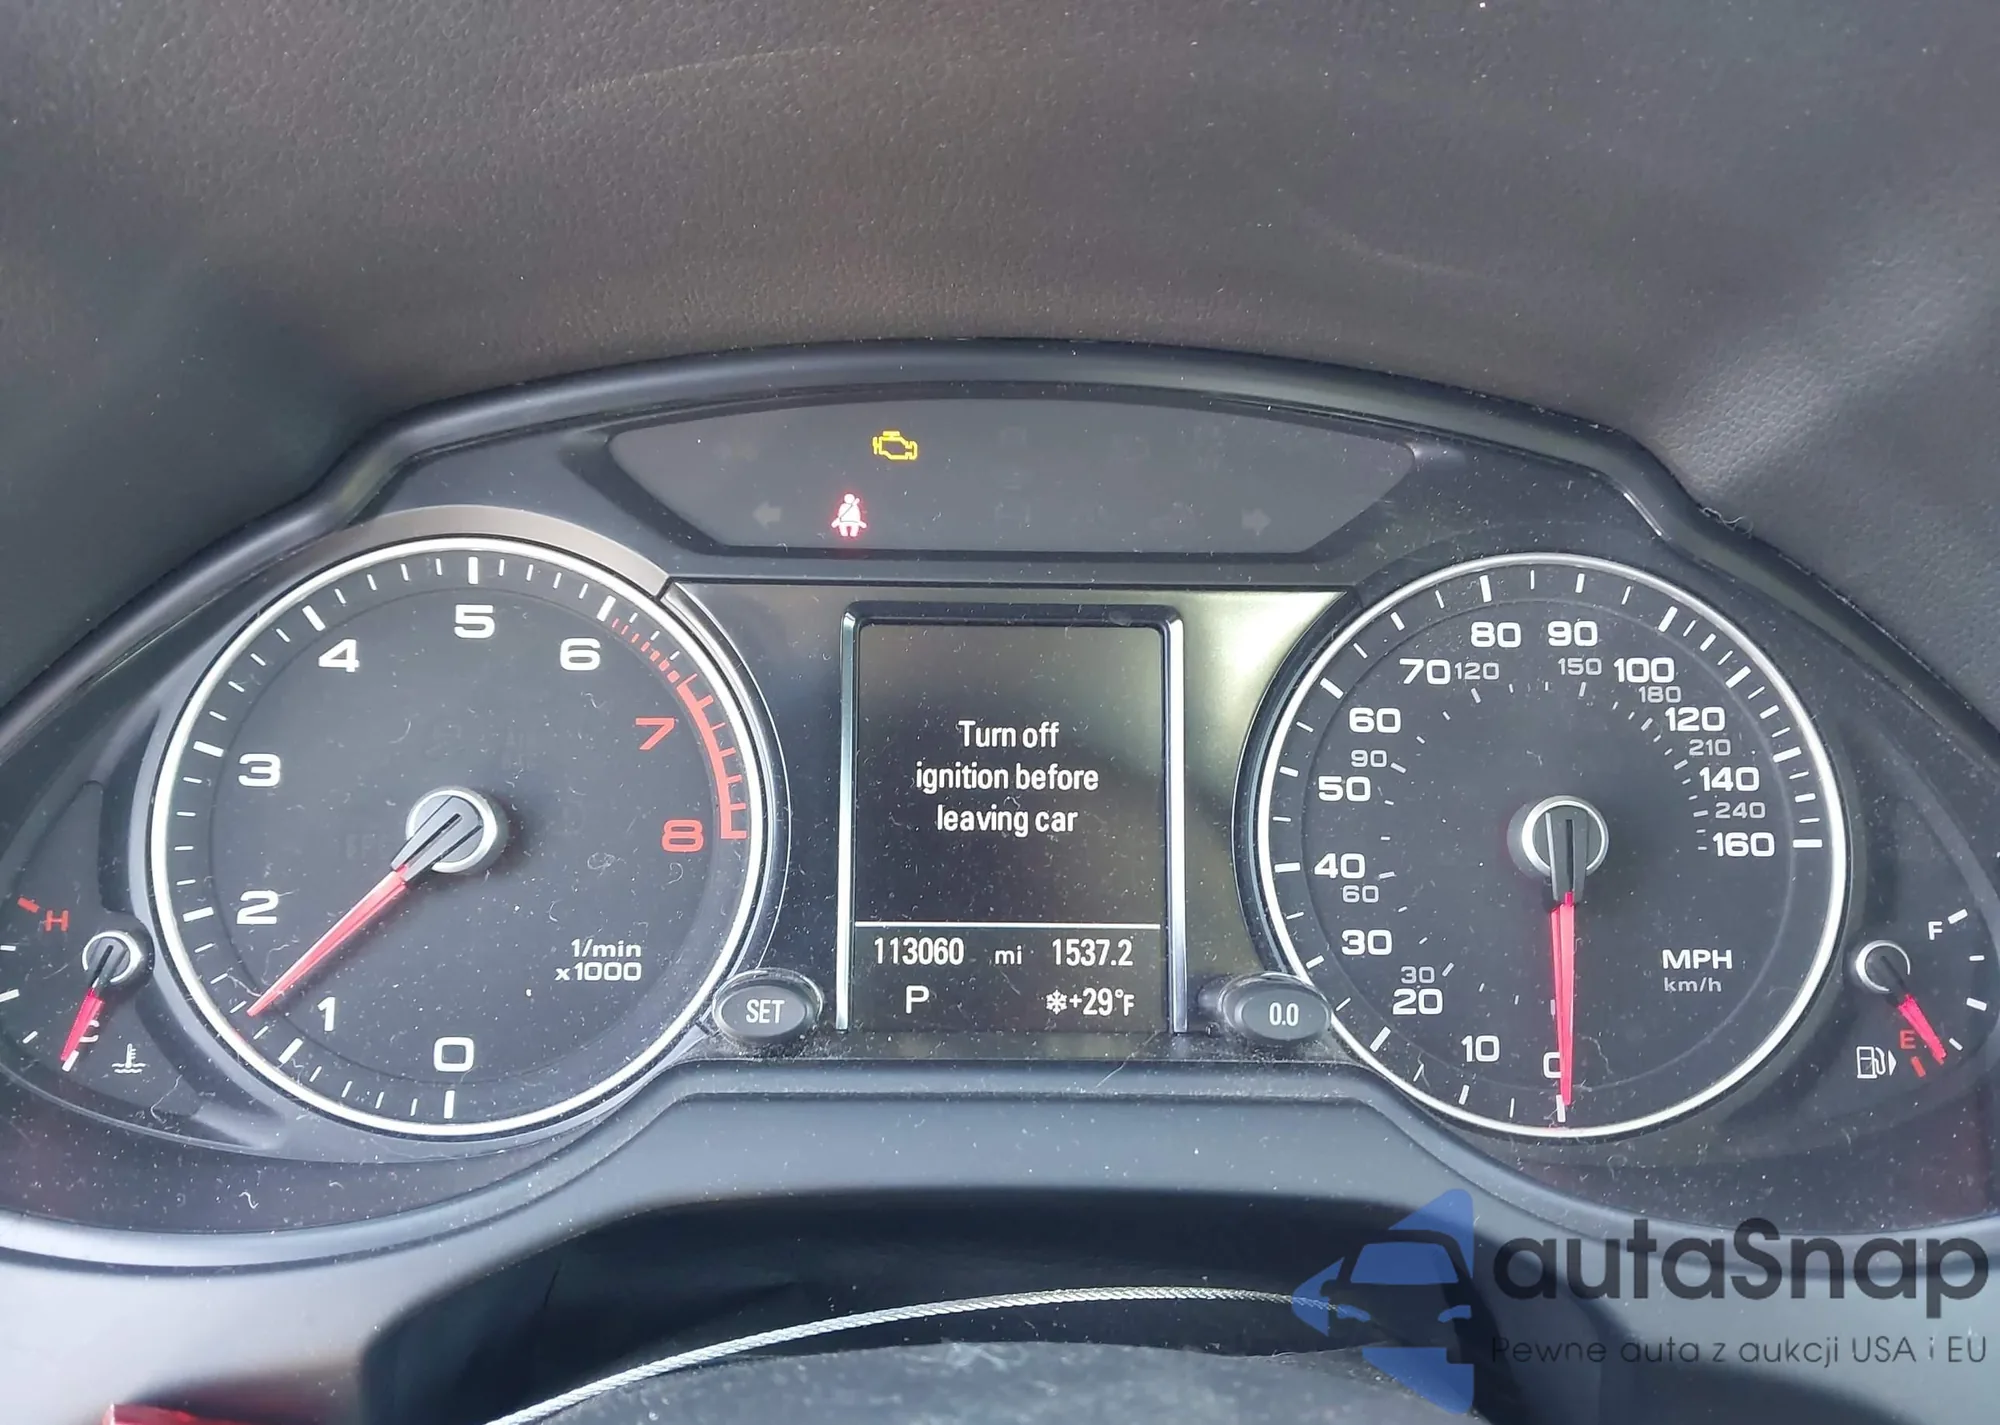 5
4
6
3
7
8
2
1/min
x1000
1
0
H
C
SET
Turn off
ignition before
leaving car
113060 mi 1537.2
P +29°F
0.0
80 90
70 120 150 100
180
60 120
90 210
50 140
240
40 160
60
30
MPH
30 km/h
20
10
0
F
E
autaSnap
Pewne auta z aukcji USA i EU